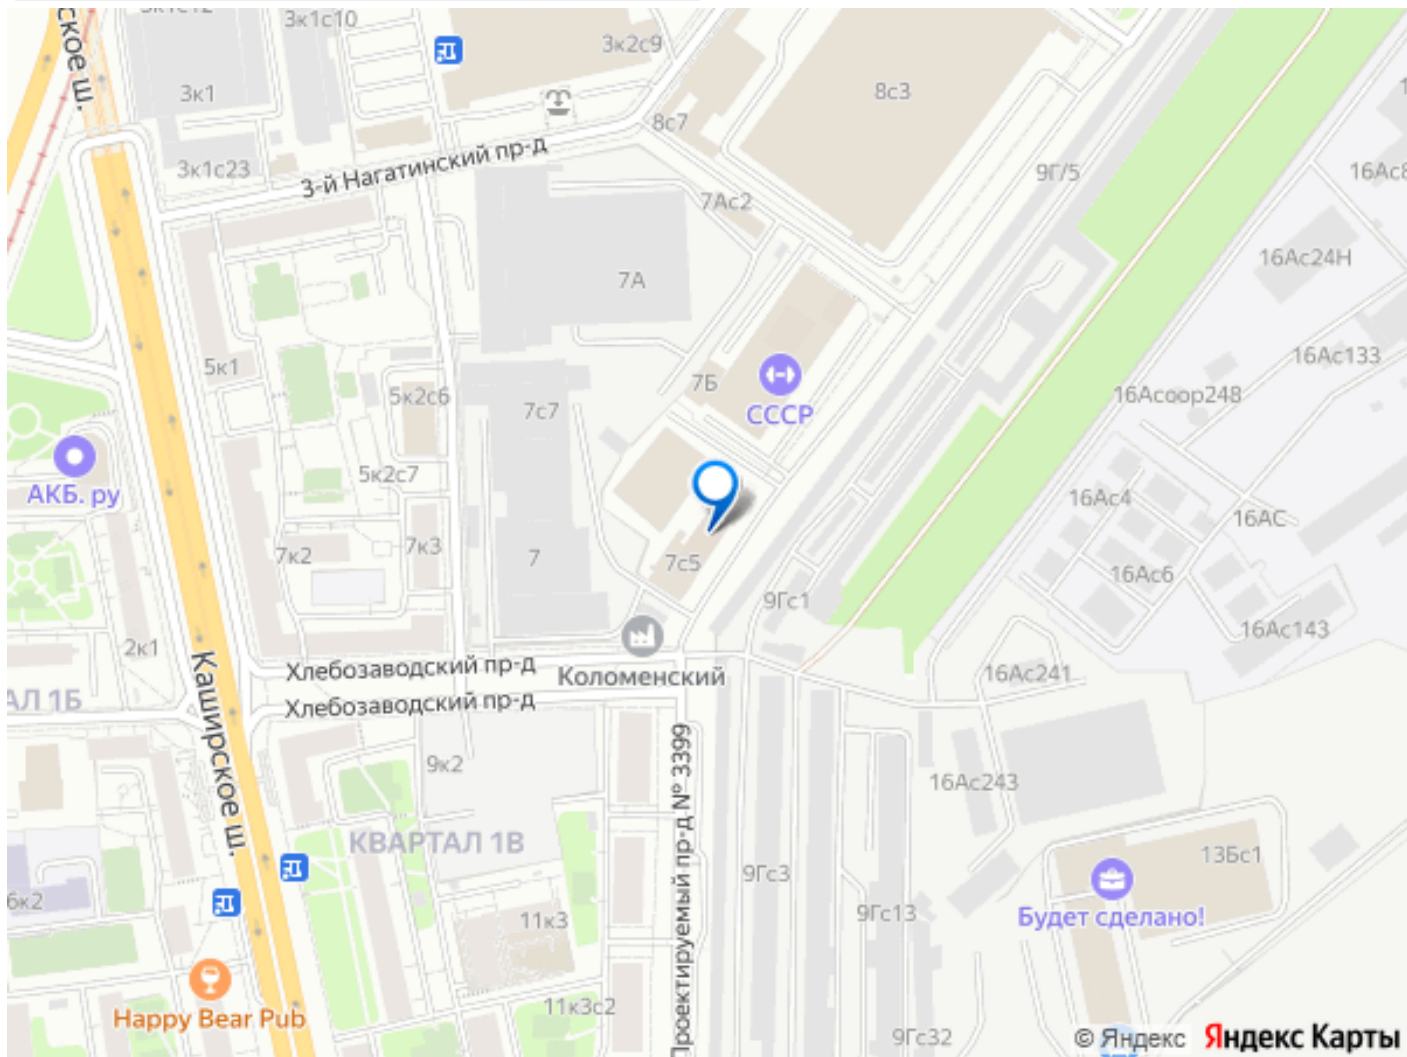 3к1с12
3к1с10
3к2с9
ское ш.
3к1
8с3
8с7
3к1с23
3-й Нагатинский пр-д
9Г/5
7Ас2
16Ас24Н
7А
16Ас133
5к1
7Б
16Асоор248
5к2с6
7с7
СССР
5к2с7
АКБ. ру
16Ас4
16АС
7к2
7к3
7
7с5
16Ас6
9Гс1
16Ас143
2к1
Хлебозаводский пр-д
Коломенский
16Ас241
АЛ 1Б
Хлебозаводский пр-д
Каширское ш.
9к2
Проектируемый пр-д № 3399
16Ас243
КВАРТАЛ 1В
13Бс1
9Гс3
6к2
Будет сделано!
11к3
9Гс13
Happy Bear Pub
11к3с2
9Гс32
© Яндекс Яндекс Карты